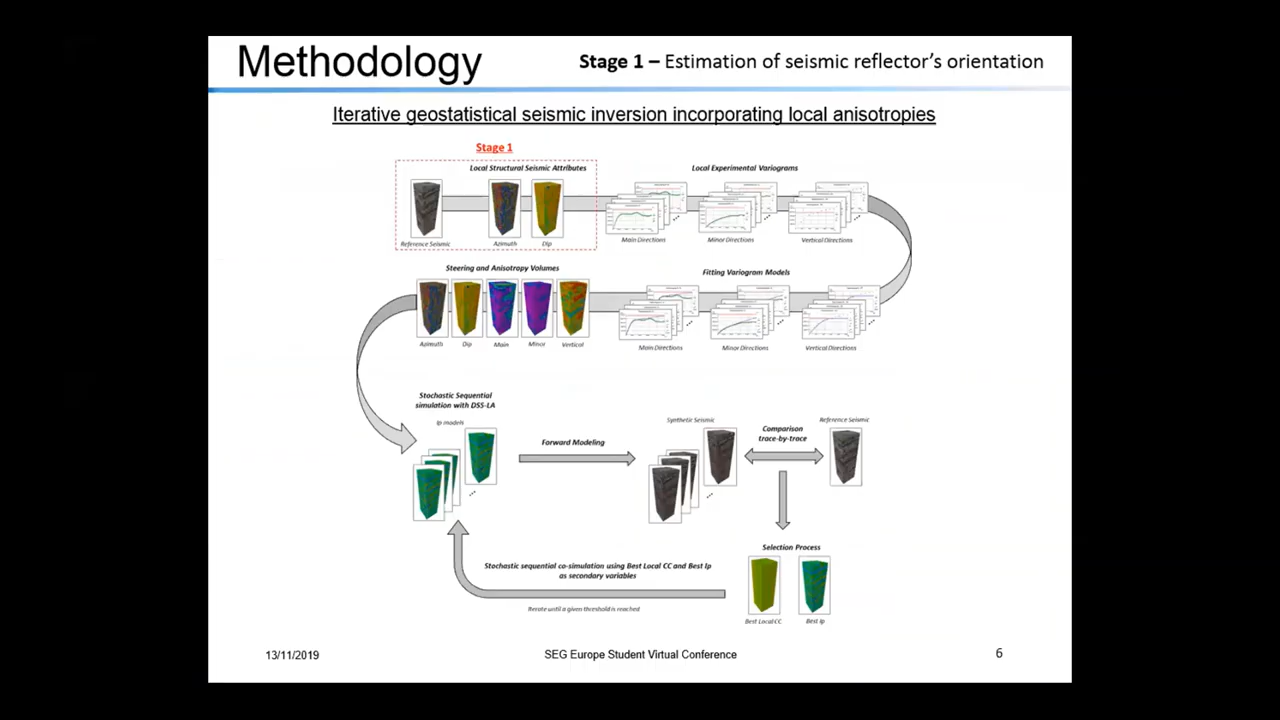 Methodology
Stage 1 – Estimation of seismic reflector's orientation
Iterative geostatistical seismic inversion incorporating local anisotropies
Stage 1
Local Structural Seismic Attributes
Local Experimental Variograms
Reference Seismic
Azimuth
Dip
Main Directions
Minor Directions
Vertical Directions
Steering and Anisotropy Volumes
Fitting Variogram Models
Azimuth
Dip
Main
Minor
Vertical
Main Directions
Minor Directions
Vertical Directions
Stochastic Sequential
simulation with DSS-LA
Ip models
Forward Modeling
Synthetic Seismic
Comparison
trace-by-trace
Reference Seismic
Selection Process
Stochastic sequential co-simulation using Best Local CC and Best Ip
as secondary variables
Iterate until a given threshold is reached
Best Local CC
Best Ip
13/11/2019
SEG Europe Student Virtual Conference
6